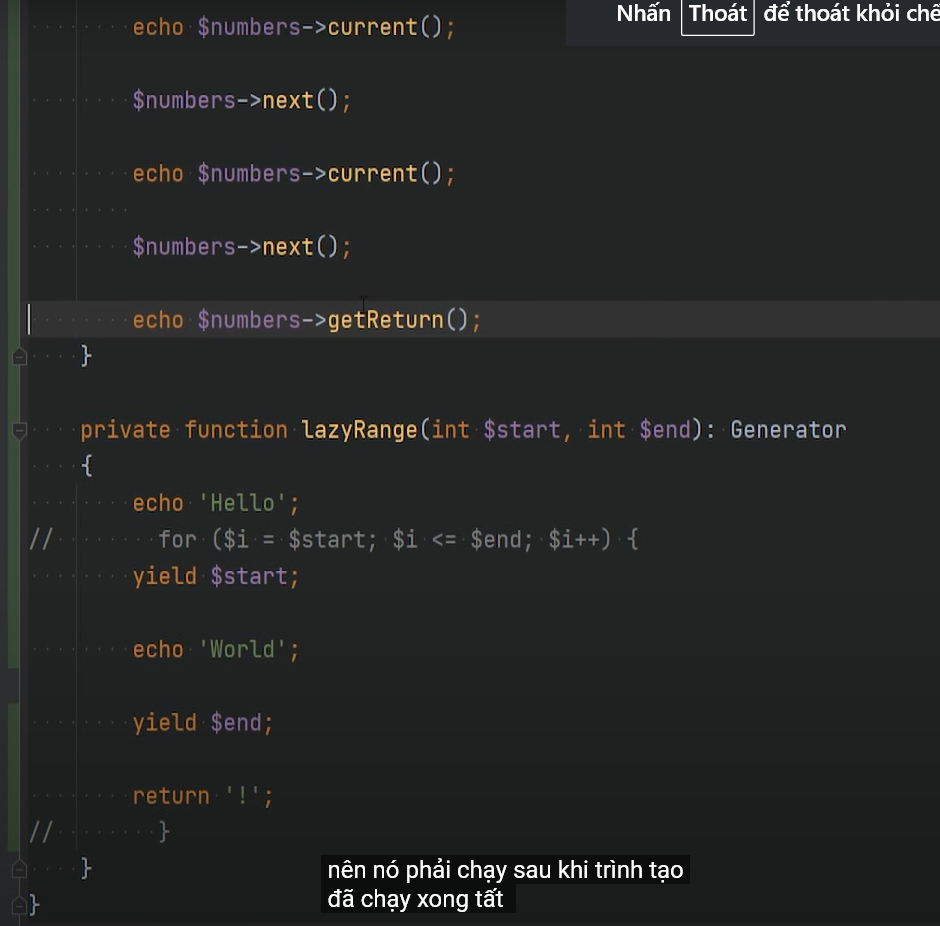 Nhấn Thoát để thoát khỏi chế
echo $numbers->current();
$numbers->next();
echo $numbers->current();
$numbers->next();
echo $numbers->getReturn();
}
private function lazyRange(int $start, int $end): Generator
{
echo 'Hello';
// for ($i = $start; $i <= $end; $i++) {
yield $start;
echo 'World';
yield $end;
return '!';
// }
}
}
nên nó phải chạy sau khi trình tạo
đã chạy xong tất